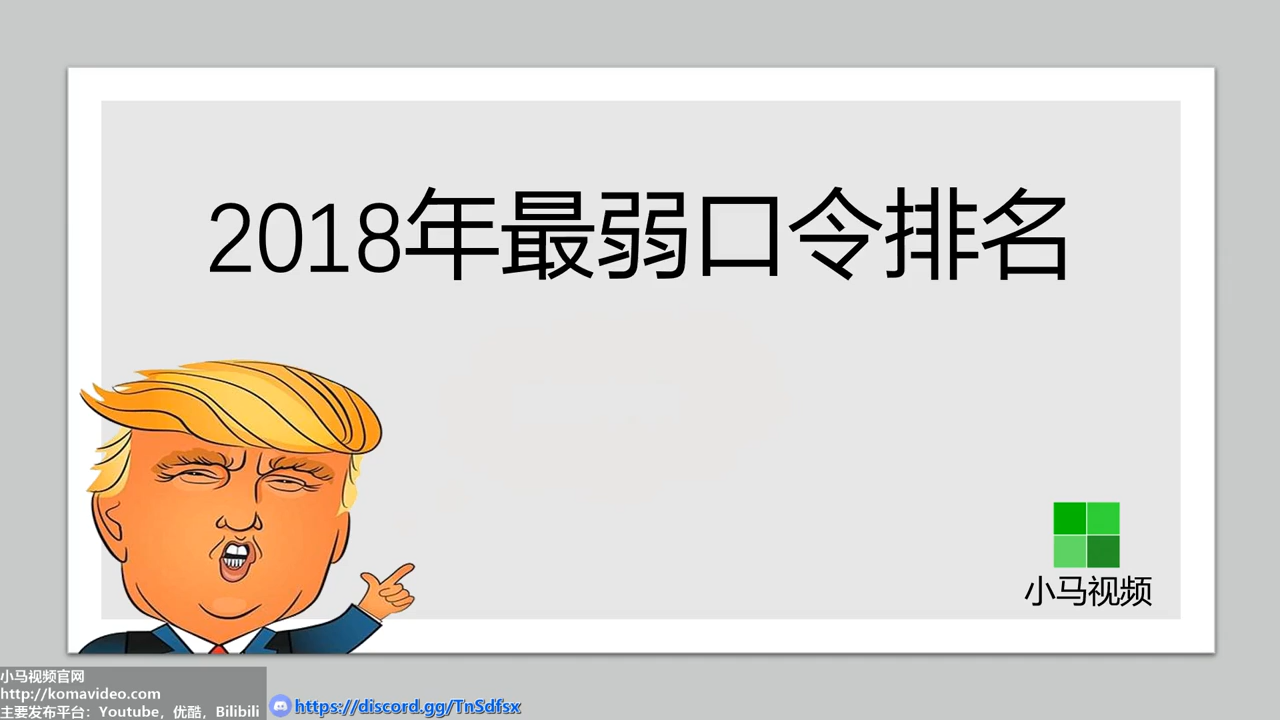 2018年最弱口令排名
小马视频
小马视频官网
http://komavideo.com
主要发布平台：Youtube，优酷，Bilibili
https://discord.gg/TnSdfsx